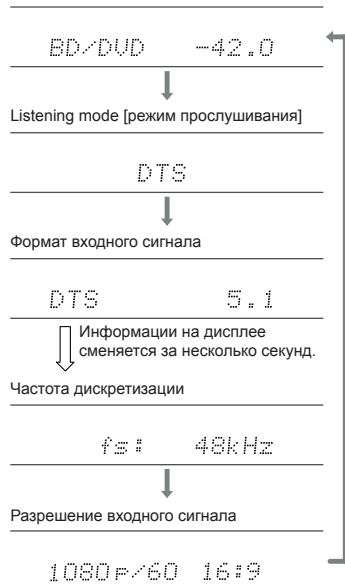 BD/DVD -42.0
Listening mode [режим прослушивания]
DTS
Формат входного сигнала
DTS 5.1
Информации на дисплее
сменяется за несколько секунд.
Частота дискретизации
fs: 48kHz
Разрешение входного сигнала
1080p/60 16:9